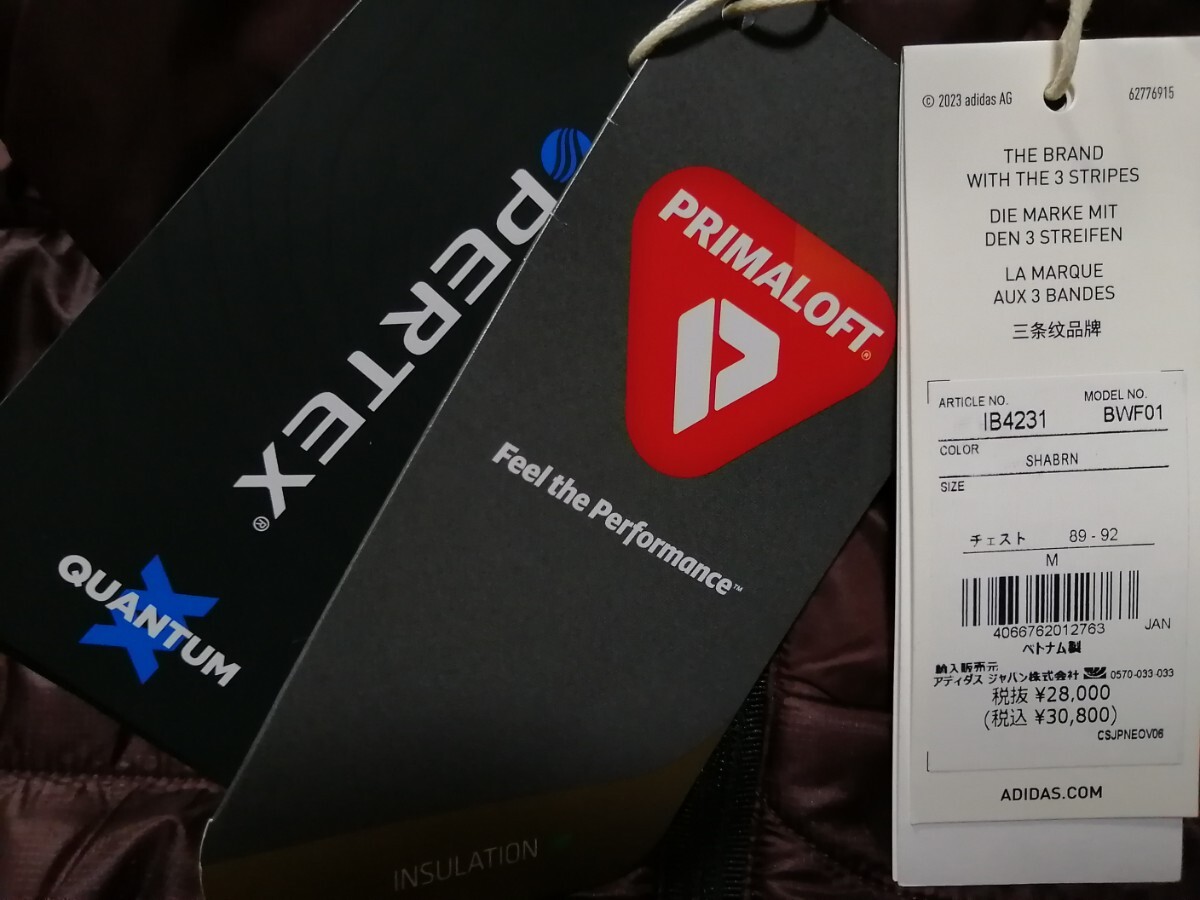 PERTEX®
QUANTUM
PRIMALOFT®
Feel the Performance™
INSULATION
© 2023 adidas AG 62776915
THE BRAND
WITH THE 3 STRIPES
DIE MARKE MIT
DEN 3 STREIFEN
LA MARQUE
AUX 3 BANDES
三条纹品牌
ARTICLE NO. MODEL NO.
IB4231 BWF01
COLOR
SHABRN
SIZE
チェスト 89 - 92
M
4066762012763 JAN
ベトナム製
納入販売元
アディダス ジャパン株式会社 0570-033-033
税抜 ¥28,000
(税込 ¥30,800)
CSJPNEOV06
ADIDAS.COM